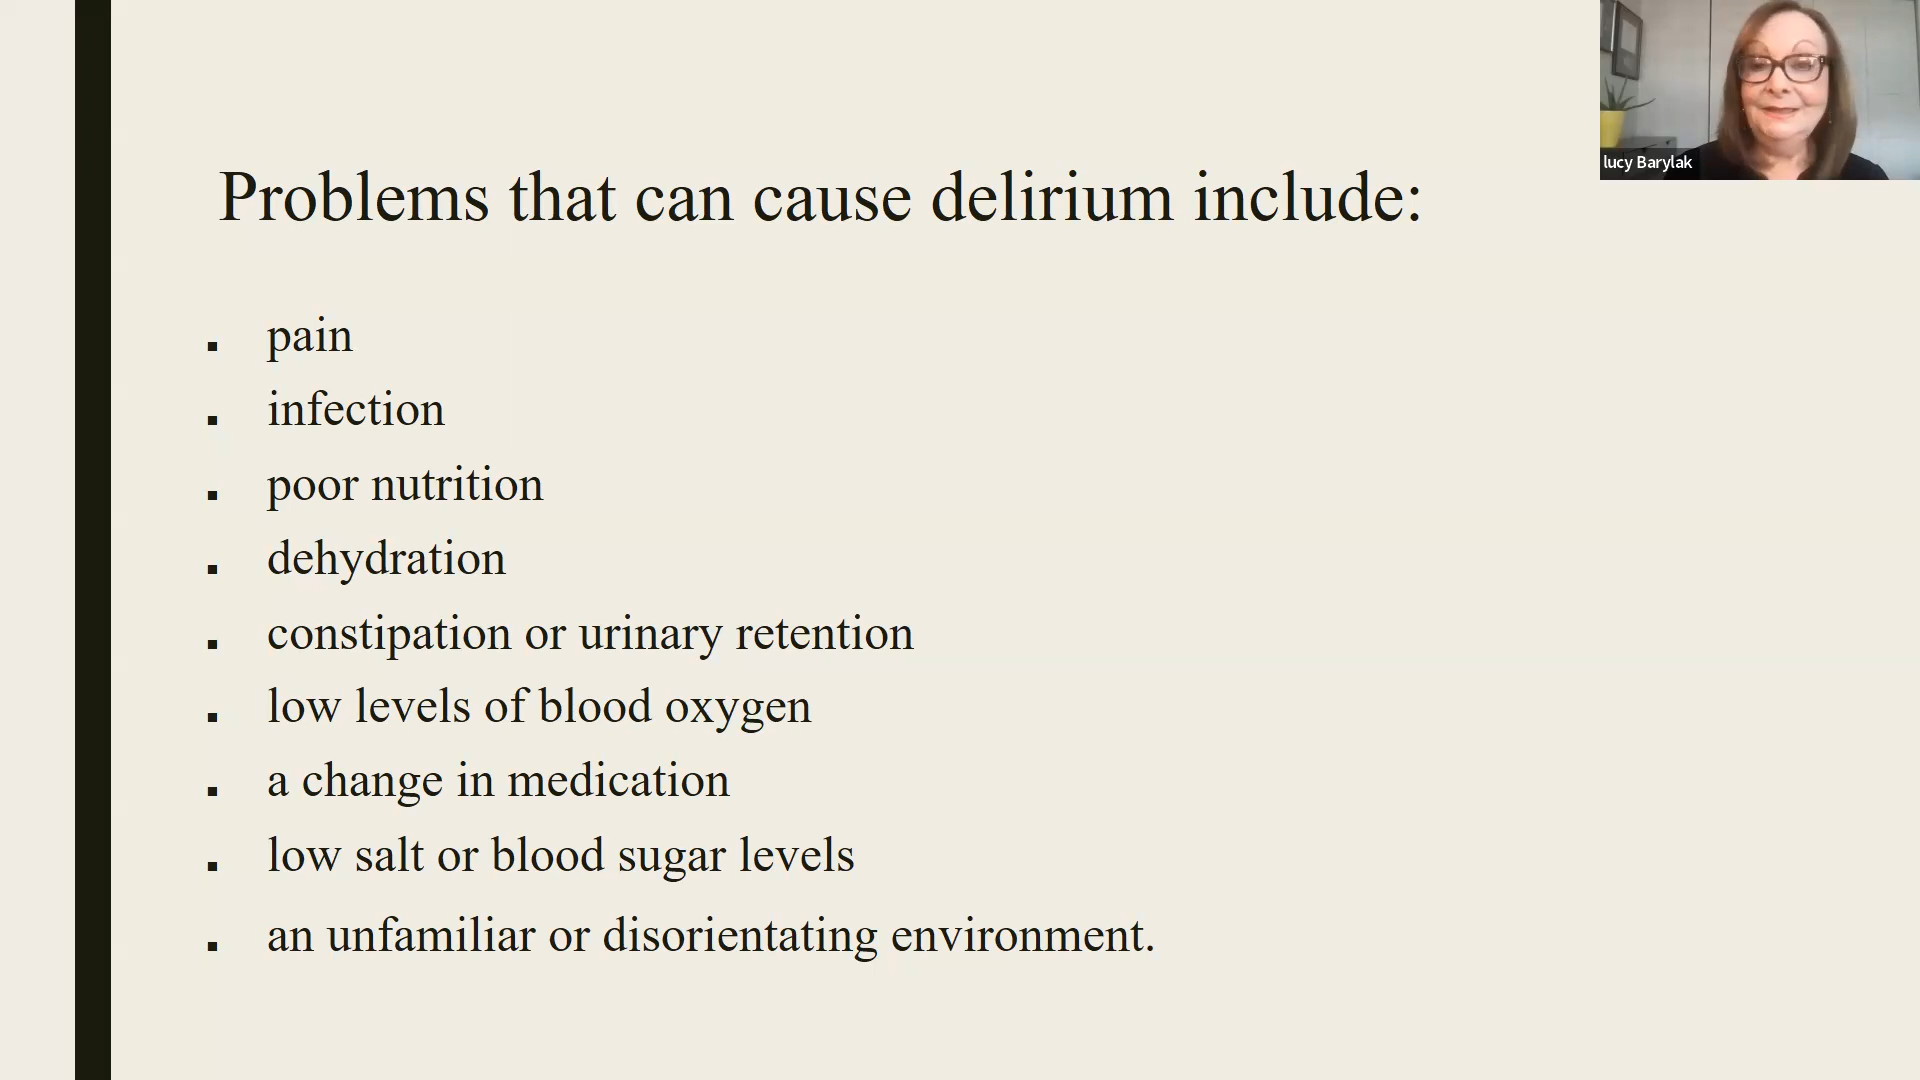 lucy Barylak
Problems that can cause delirium include:
▪ pain
▪ infection
▪ poor nutrition
▪ dehydration
▪ constipation or urinary retention
▪ low levels of blood oxygen
▪ a change in medication
▪ low salt or blood sugar levels
▪ an unfamiliar or disorientating environment.